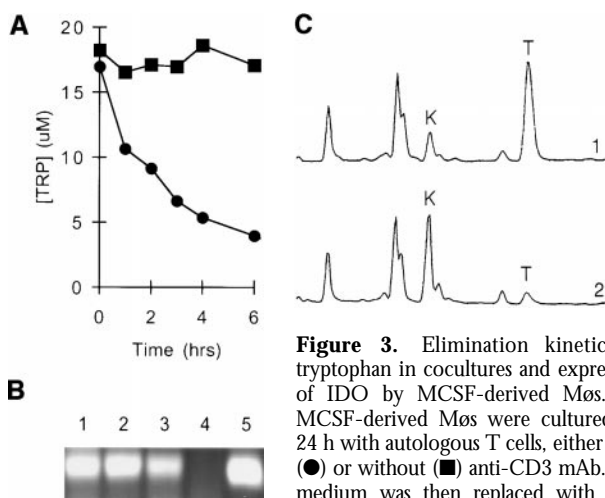 A
20
15
10
5
0
[TRP] (uM)
0 2 4 6
Time (hrs)
B
1 2 3 4 5
C
K
T
1
K
T
2
Figure 3. Elimination kinetic
tryptophan in cocultures and expre
of IDO by MCSF-derived Møs.
MCSF-derived Møs were cultured
24 h with autologous T cells, either
(●) or without (■) anti-CD3 mAb.
medium was then replaced with